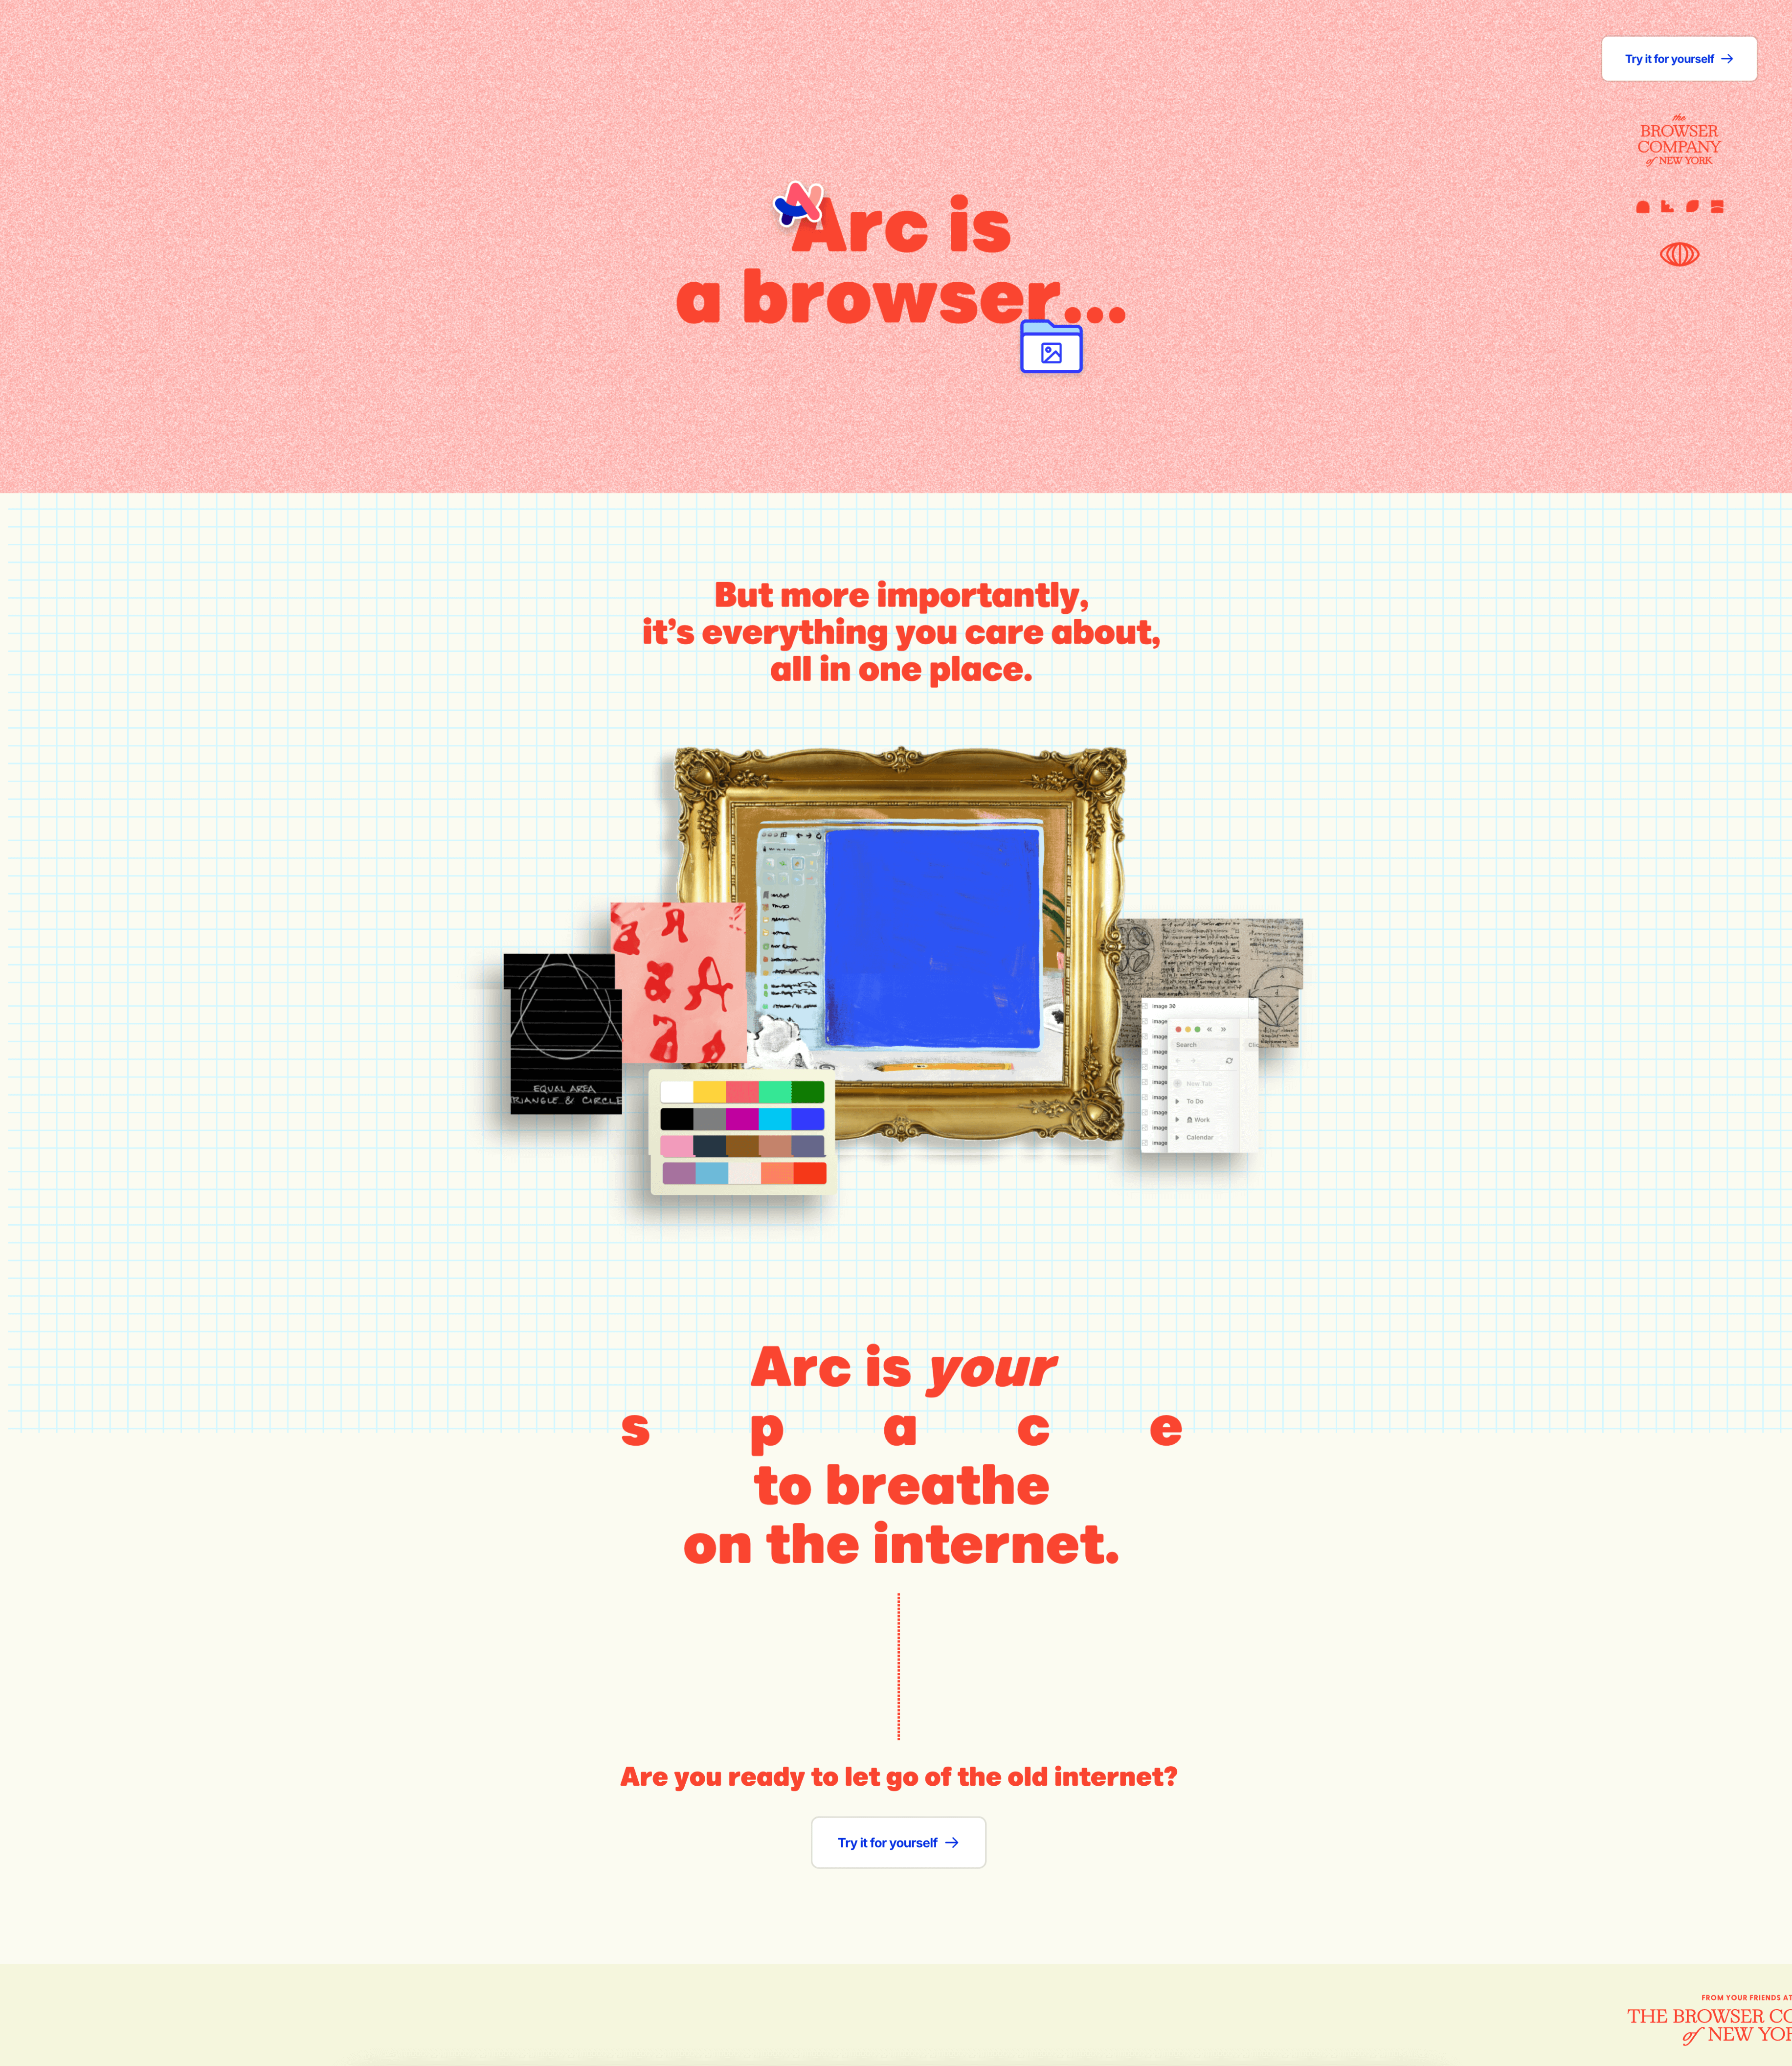 Try it for yourself →
the
BROWSER
COMPANY
of NEW YORK
Arc is
a browser...
But more importantly,
it's everything you care about,
all in one place.
EQUAL AREA
TRIANGLE & CIRCLE
image 30
image
image
image
image
image
image
image
image
image
Search
Clic
New Tab
To Do
Work
Calendar
Arc is your
s p a c e
to breathe
on the internet.
Are you ready to let go of the old internet?
Try it for yourself →
FROM YOUR FRIENDS AT
THE BROWSER CO
of NEW YOR